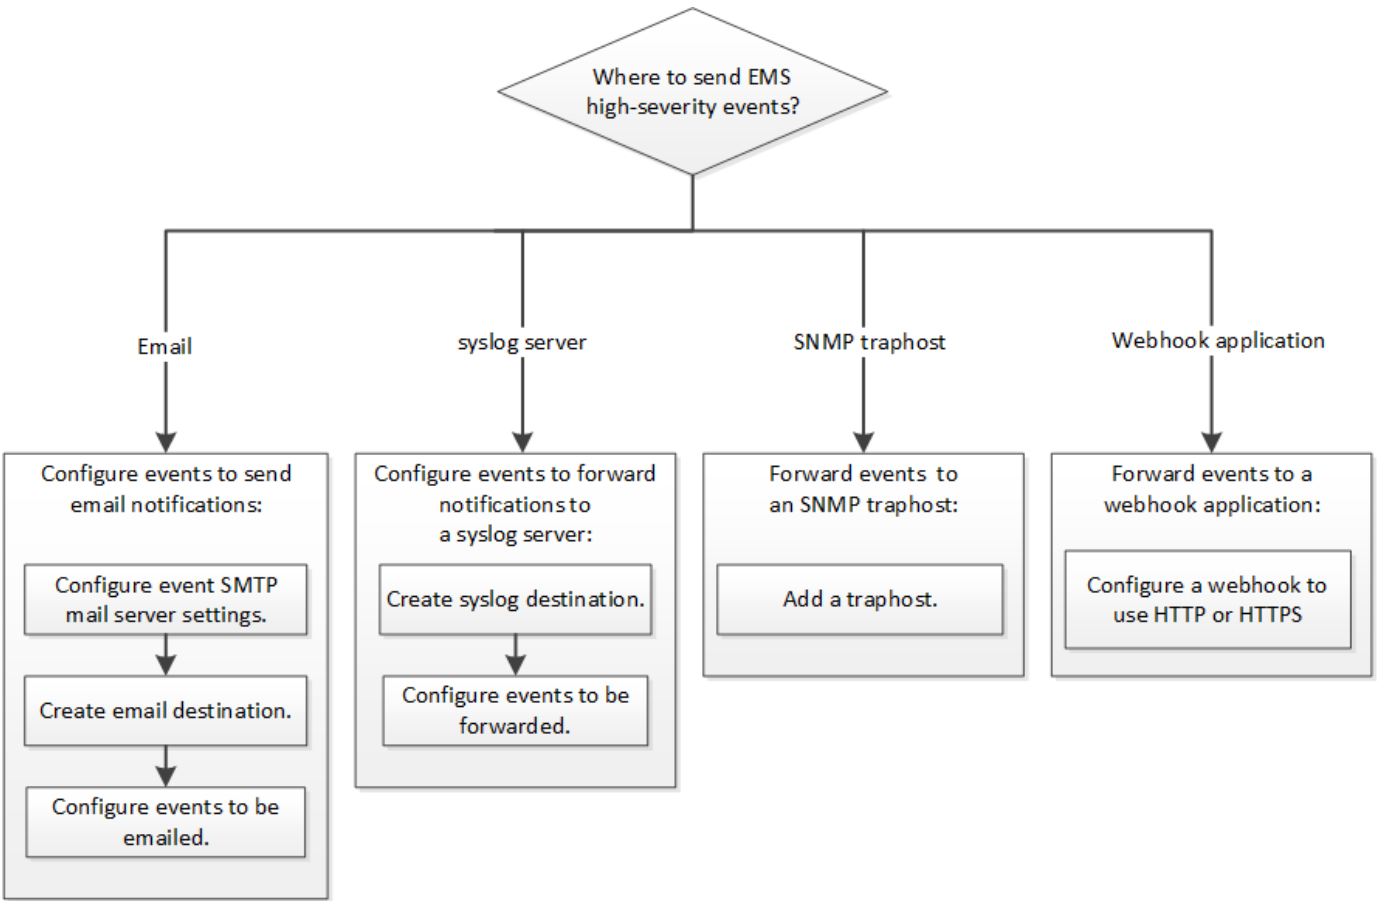 Where to send EMS
high-severity events?
Email
syslog server
SNMP traphost
Webhook application
Configure events to send
email notifications:
Configure event SMTP
mail server settings.
Create email destination.
Configure events to be
emailed.
Configure events to forward
notifications to
a syslog server:
Create syslog destination.
Configure events to be
forwarded.
Forward events to
an SNMP traphost:
Add a traphost.
Forward events to a
webhook application:
Configure a webhook to
use HTTP or HTTPS